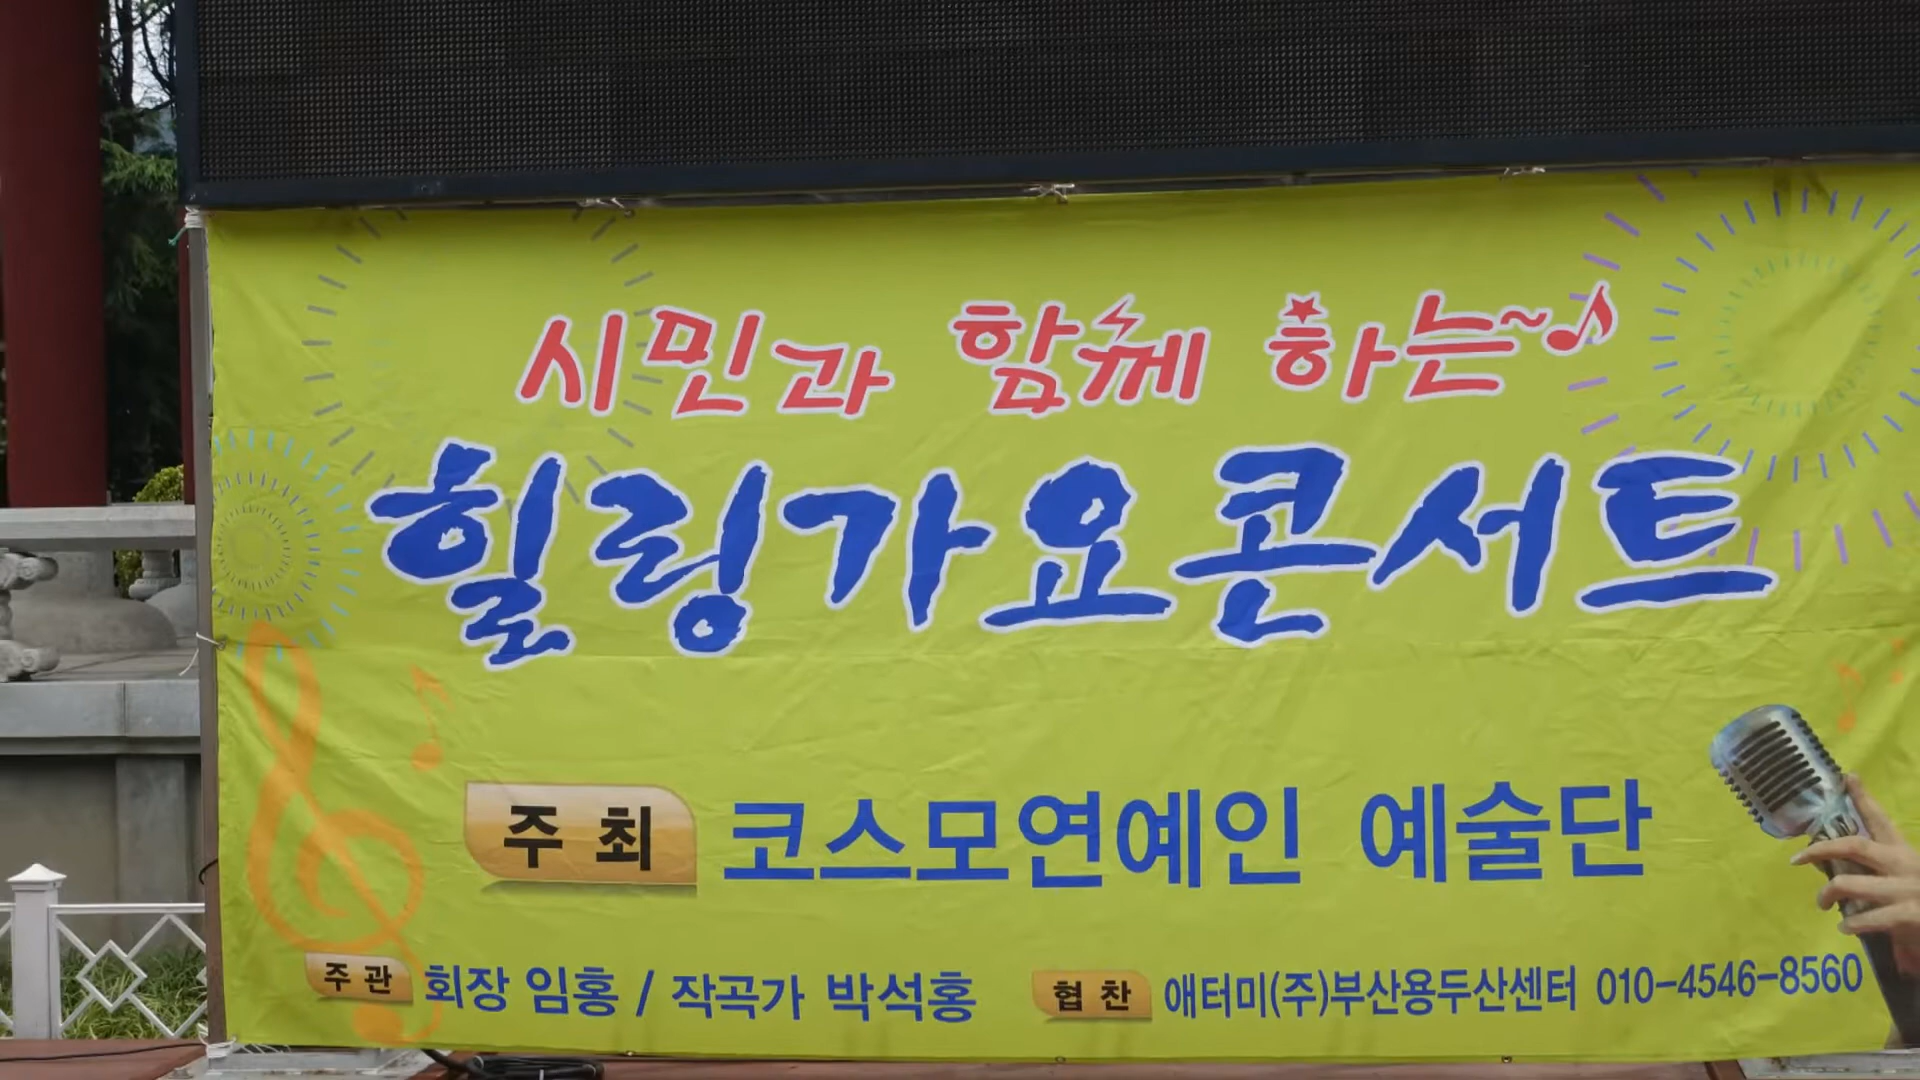 시민과 함께 하는~♪
힐링가요콘서트
주최 코스모연예인 예술단
주관 회장 임홍 / 작곡가 박석홍 협찬 애터미(주)부산용두산센터 010-4546-8560